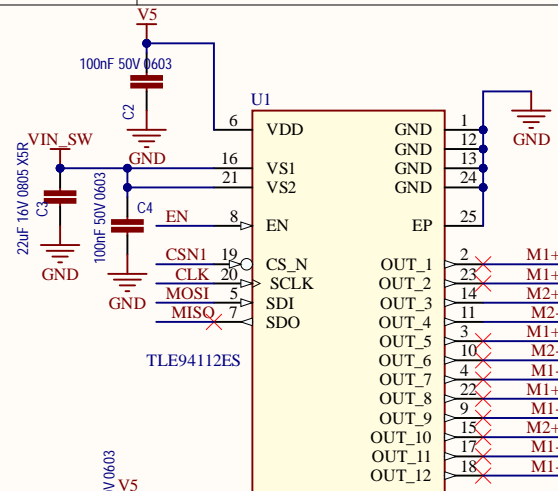 V5
100nF 50V 0603
C2
GND
U1
VIN_SW
22uF 16V 0805 X5R
C3
GND
100nF 50V 0603
C4
GND
6 VDD
16 VS1
21 VS2
EN 8 EN
CSN1 19 CS_N
CLK 20 SCLK
MOSI 5 SDI
MISO 7 SDO
GND 1
GND 12
GND 13
GND 24
EP 25
GND
OUT_1 2 M1+
OUT_2 23 M1+
OUT_3 14 M2+
OUT_4 11 M2-
OUT_5 3 M1+
OUT_6 10 M2-
OUT_7 4 M1-
OUT_8 22 M1+
OUT_9 9 M1-
OUT_10 15 M2+
OUT_11 17 M1-
OUT_12 18 M1-
TLE94112ES
0603
V5